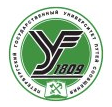 ПЕТЕРБУРГСКИЙ ГОСУДАРСТВЕННЫЙ УНИВЕРСИТЕТ ПУТЕЙ СООБЩЕНИЯ
1809